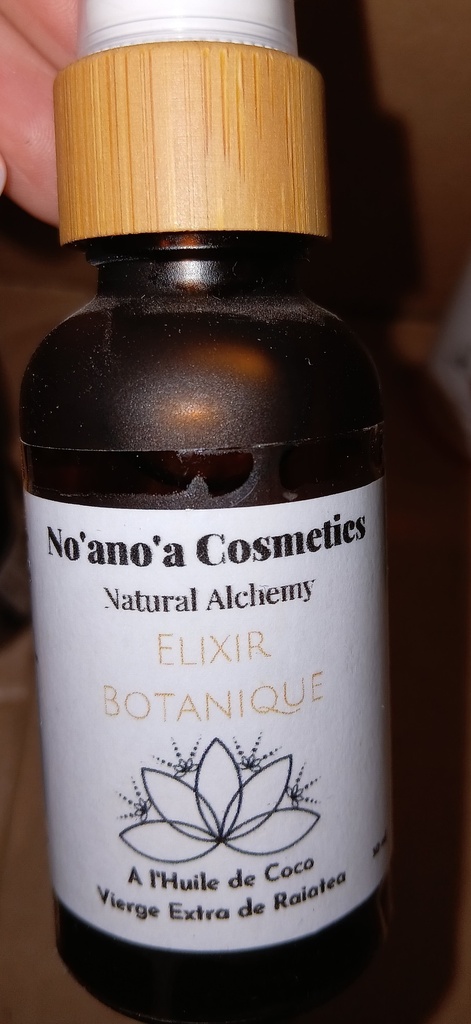 No'ano'a Cosmetics
Natural Alchemy
ELIXIR
BOTANIQUE
A l'Huile de Coco
Vierge Extra de Raiatea